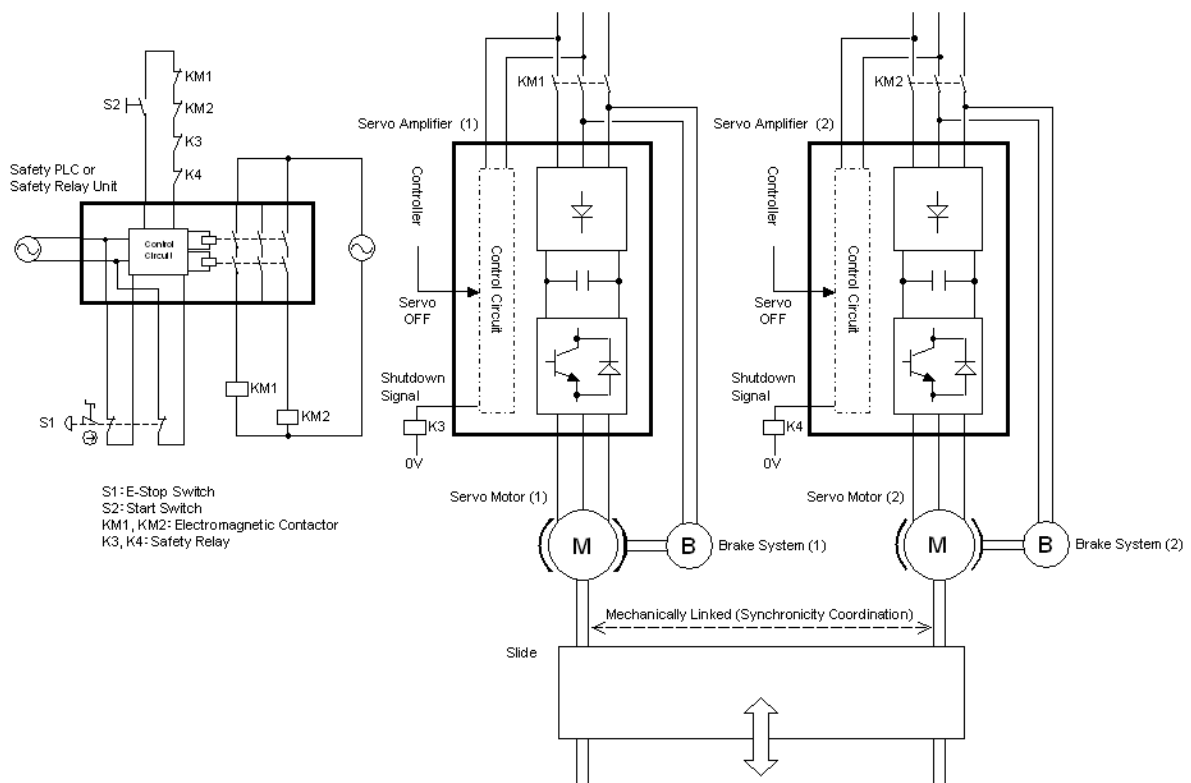 KM1
S2
KM2
K3
K4
Safety PLC or
Safety Relay Unit
Control
Circuit
S1
KM1
KM2
S1：E-Stop Switch
S2：Start Switch
KM1, KM2：Electromagnetic Contactor
K3, K4：Safety Relay
KM1
Servo Amplifier (1)
Controller
Control Circuit
Servo
OFF
Shutdown
Signal
K3
0V
Servo Motor (1)
M
B
Brake System (1)
KM2
Servo Amplifier (2)
Controller
Control Circuit
Servo
OFF
Shutdown
Signal
K4
0V
Servo Motor (2)
M
B
Brake System (2)
Mechanically Linked (Synchronicity Coordination)
Slide